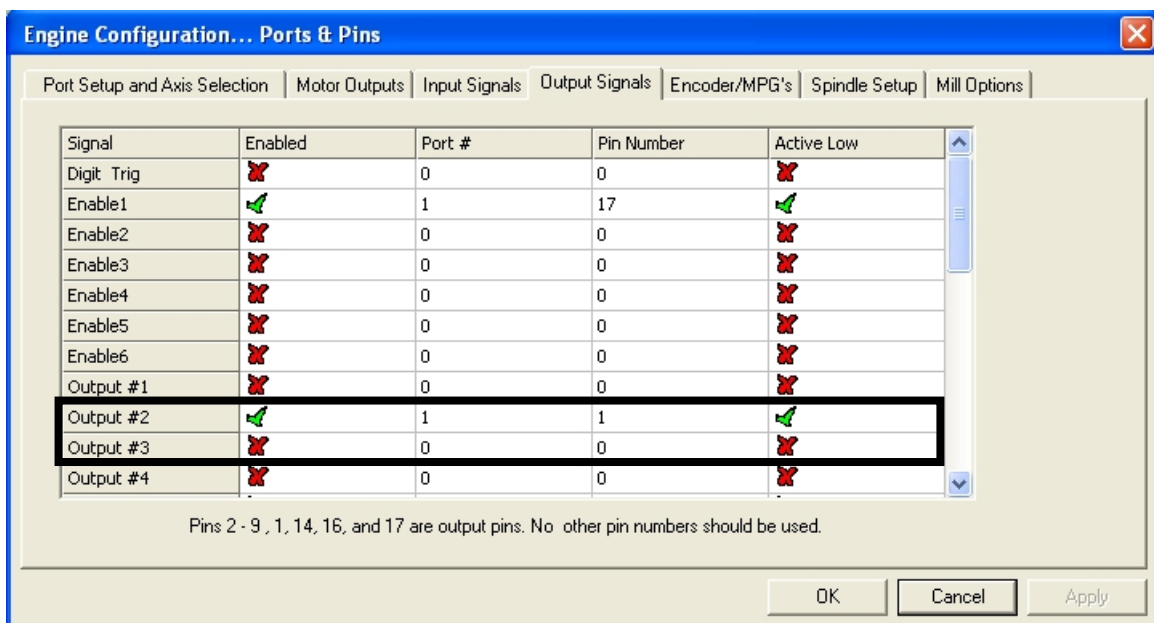 Engine Configuration... Ports & Pins
Port Setup and Axis Selection Motor Outputs Input Signals Output Signals Encoder/MPG's Spindle Setup Mill Options
Signal Enabled Port # Pin Number Active Low
Digit Trig 0 0
Enable1 1 17
Enable2 0 0
Enable3 0 0
Enable4 0 0
Enable5 0 0
Enable6 0 0
Output #1 0 0
Output #2 1 1
Output #3 0 0
Output #4 0 0
Pins 2 - 9 , 1, 14, 16, and 17 are output pins. No other pin numbers should be used.
OK Cancel Apply